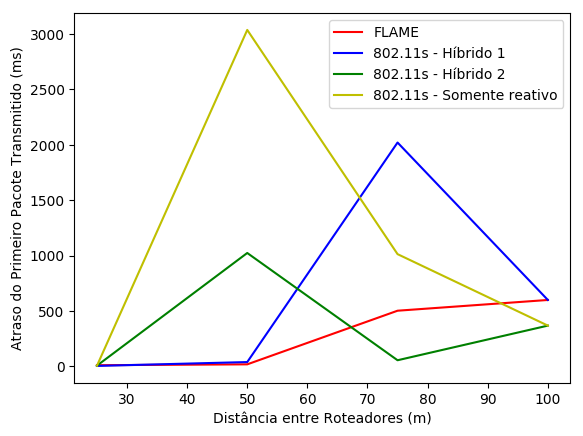 Atraso do Primeiro Pacote Transmitido (ms)
3000
2500
2000
1500
1000
500
0
FLAME
802.11s - Híbrido 1
802.11s - Híbrido 2
802.11s - Somente reativo
30 40 50 60 70 80 90 100
Distância entre Roteadores (m)